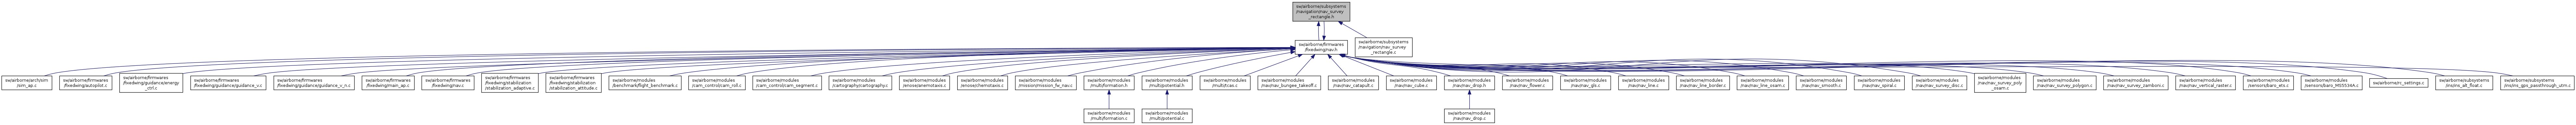 sw/airborne/subsystems
/navigation/nav_survey
_rectangle.h
sw/airborne/firmwares
/fixedwing/nav.h
sw/airborne/subsystems
/navigation/nav_survey
_rectangle.c
sw/airborne/arch/sim
/sim_ap.c
sw/airborne/firmwares
/fixedwing/autopilot.c
sw/airborne/firmwares
/fixedwing/guidance/energy
_ctrl.c
sw/airborne/firmwares
/fixedwing/guidance/guidance_v.c
sw/airborne/firmwares
/fixedwing/guidance/guidance_v_n.c
sw/airborne/firmwares
/fixedwing/main_ap.c
sw/airborne/firmwares
/fixedwing/nav.c
sw/airborne/firmwares
/fixedwing/stabilization
/stabilization_adaptive.c
sw/airborne/firmwares
/fixedwing/stabilization
/stabilization_attitude.c
sw/airborne/modules
/benchmark/flight_benchmark.c
sw/airborne/modules
/cam_control/cam_roll.c
sw/airborne/modules
/cam_control/cam_segment.c
sw/airborne/modules
/cartography/cartography.c
sw/airborne/modules
/enose/anemotaxis.c
sw/airborne/modules
/enose/chemotaxis.c
sw/airborne/modules
/mission/mission_fw_nav.c
sw/airborne/modules
/multi/formation.h
sw/airborne/modules
/multi/potential.h
sw/airborne/modules
/multi/tcas.c
sw/airborne/modules
/nav/nav_bungee_takeoff.c
sw/airborne/modules
/nav/nav_catapult.c
sw/airborne/modules
/nav/nav_cube.c
sw/airborne/modules
/nav/nav_drop.h
sw/airborne/modules
/nav/nav_flower.c
sw/airborne/modules
/nav/nav_gls.c
sw/airborne/modules
/nav/nav_line.c
sw/airborne/modules
/nav/nav_line_border.c
sw/airborne/modules
/nav/nav_line_osam.c
sw/airborne/modules
/nav/nav_smooth.c
sw/airborne/modules
/nav/nav_spiral.c
sw/airborne/modules
/nav/nav_survey_disc.c
sw/airborne/modules
/nav/nav_survey_poly
_osam.c
sw/airborne/modules
/nav/nav_survey_polygon.c
sw/airborne/modules
/nav/nav_survey_zamboni.c
sw/airborne/modules
/nav/nav_vertical_raster.c
sw/airborne/modules
/sensors/baro_ets.c
sw/airborne/modules
/sensors/baro_MS5534A.c
sw/airborne/rc_settings.c
sw/airborne/subsystems
/ins/ins_alt_float.c
sw/airborne/subsystems
/ins/ins_gps_passthrough_utm.c
sw/airborne/modules
/multi/formation.c
sw/airborne/modules
/multi/potential.c
sw/airborne/modules
/nav/nav_drop.c